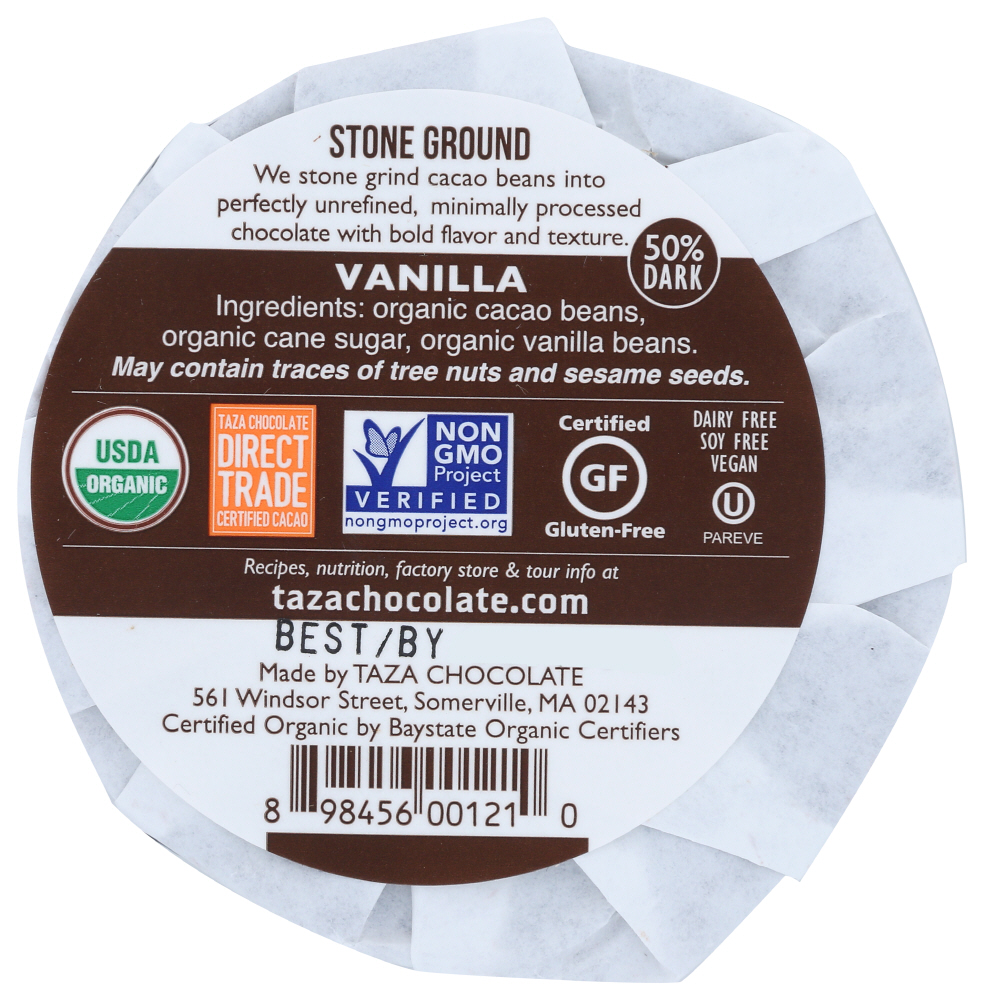 STONE GROUND
We stone grind cacao beans into
perfectly unrefined, minimally processed
chocolate with bold flavor and texture.
50%
DARK
VANILLA
Ingredients: organic cacao beans,
organic cane sugar, organic vanilla beans.
May contain traces of tree nuts and sesame seeds.
USDA
ORGANIC
TAZA CHOCOLATE
DIRECT
TRADE
CERTIFIED CACAO
NON
GMO
Project
VERIFIED
nongmoproject.org
Certified
GF
Gluten-Free
DAIRY FREE
SOY FREE
VEGAN
U
PAREVE
Recipes, nutrition, factory store & tour info at
tazachocolate.com
BEST/BY
Made by TAZA CHOCOLATE
561 Windsor Street, Somerville, MA 02143
Certified Organic by Baystate Organic Certifiers
8 98456 00121 0